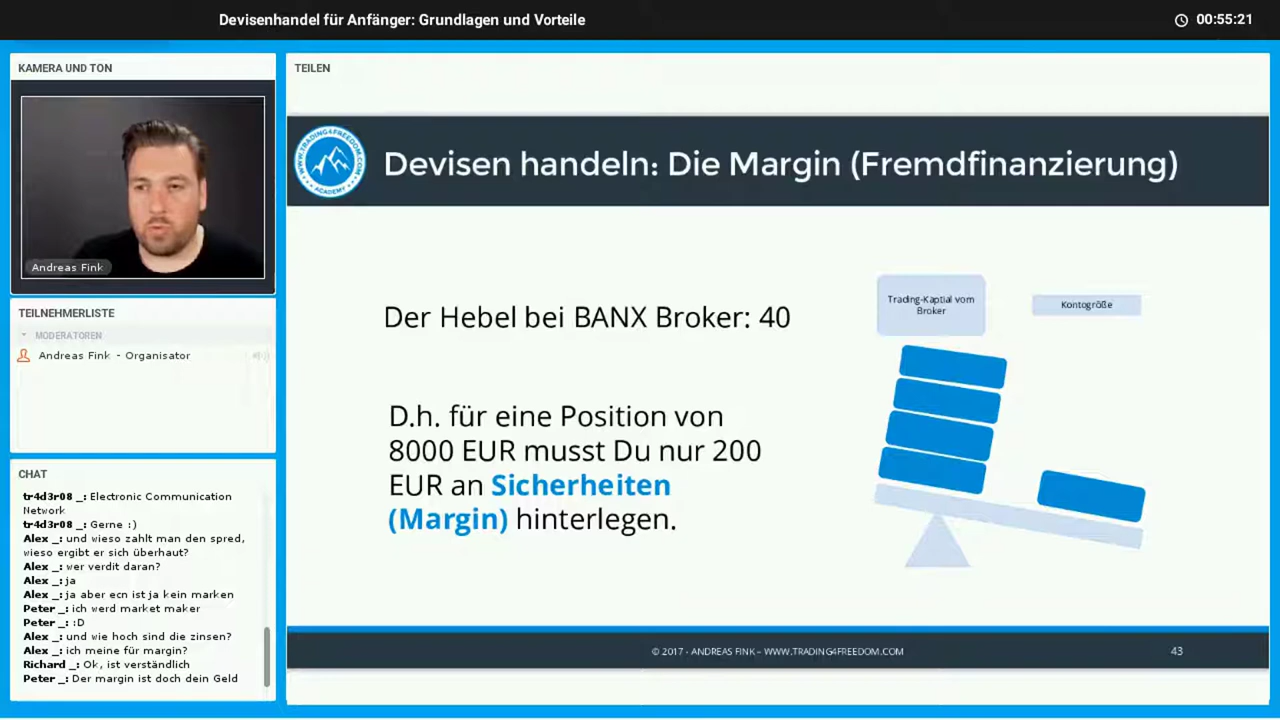 Devisenhandel für Anfänger: Grundlagen und Vorteile
00:55:21
KAMERA UND TON
Andreas Fink
TEILNEHMERLISTE
MODERATOREN
Andreas Fink - Organisator
CHAT
tr4d3r08 _: Electronic Communication
Network
tr4d3r08 _: Gerne :)
Alex _: und wieso zahlt man den spred,
wieso ergibt er sich überhaut?
Alex _: wer verdit daran?
Alex _: ja
Alex _: ja aber ecn ist ja kein marken
Peter _: ich werd market maker
Peter _: :D
Alex _: und wie hoch sind die zinsen?
Alex _: ich meine für margin?
Richard _: Ok, ist verständlich
Peter _: Der margin ist doch dein Geld
TEILEN
WWW.TRADING4FREEDOM.COM
ACADEMY
Devisen handeln: Die Margin (Fremdfinanzierung)
Der Hebel bei BANX Broker: 40
D.h. für eine Position von
8000 EUR musst Du nur 200
EUR an Sicherheiten
(Margin) hinterlegen.
Trading-Kaptial vom
Broker
Kontogröße
© 2017 - ANDREAS FINK – WWW.TRADING4FREEDOM.COM
43